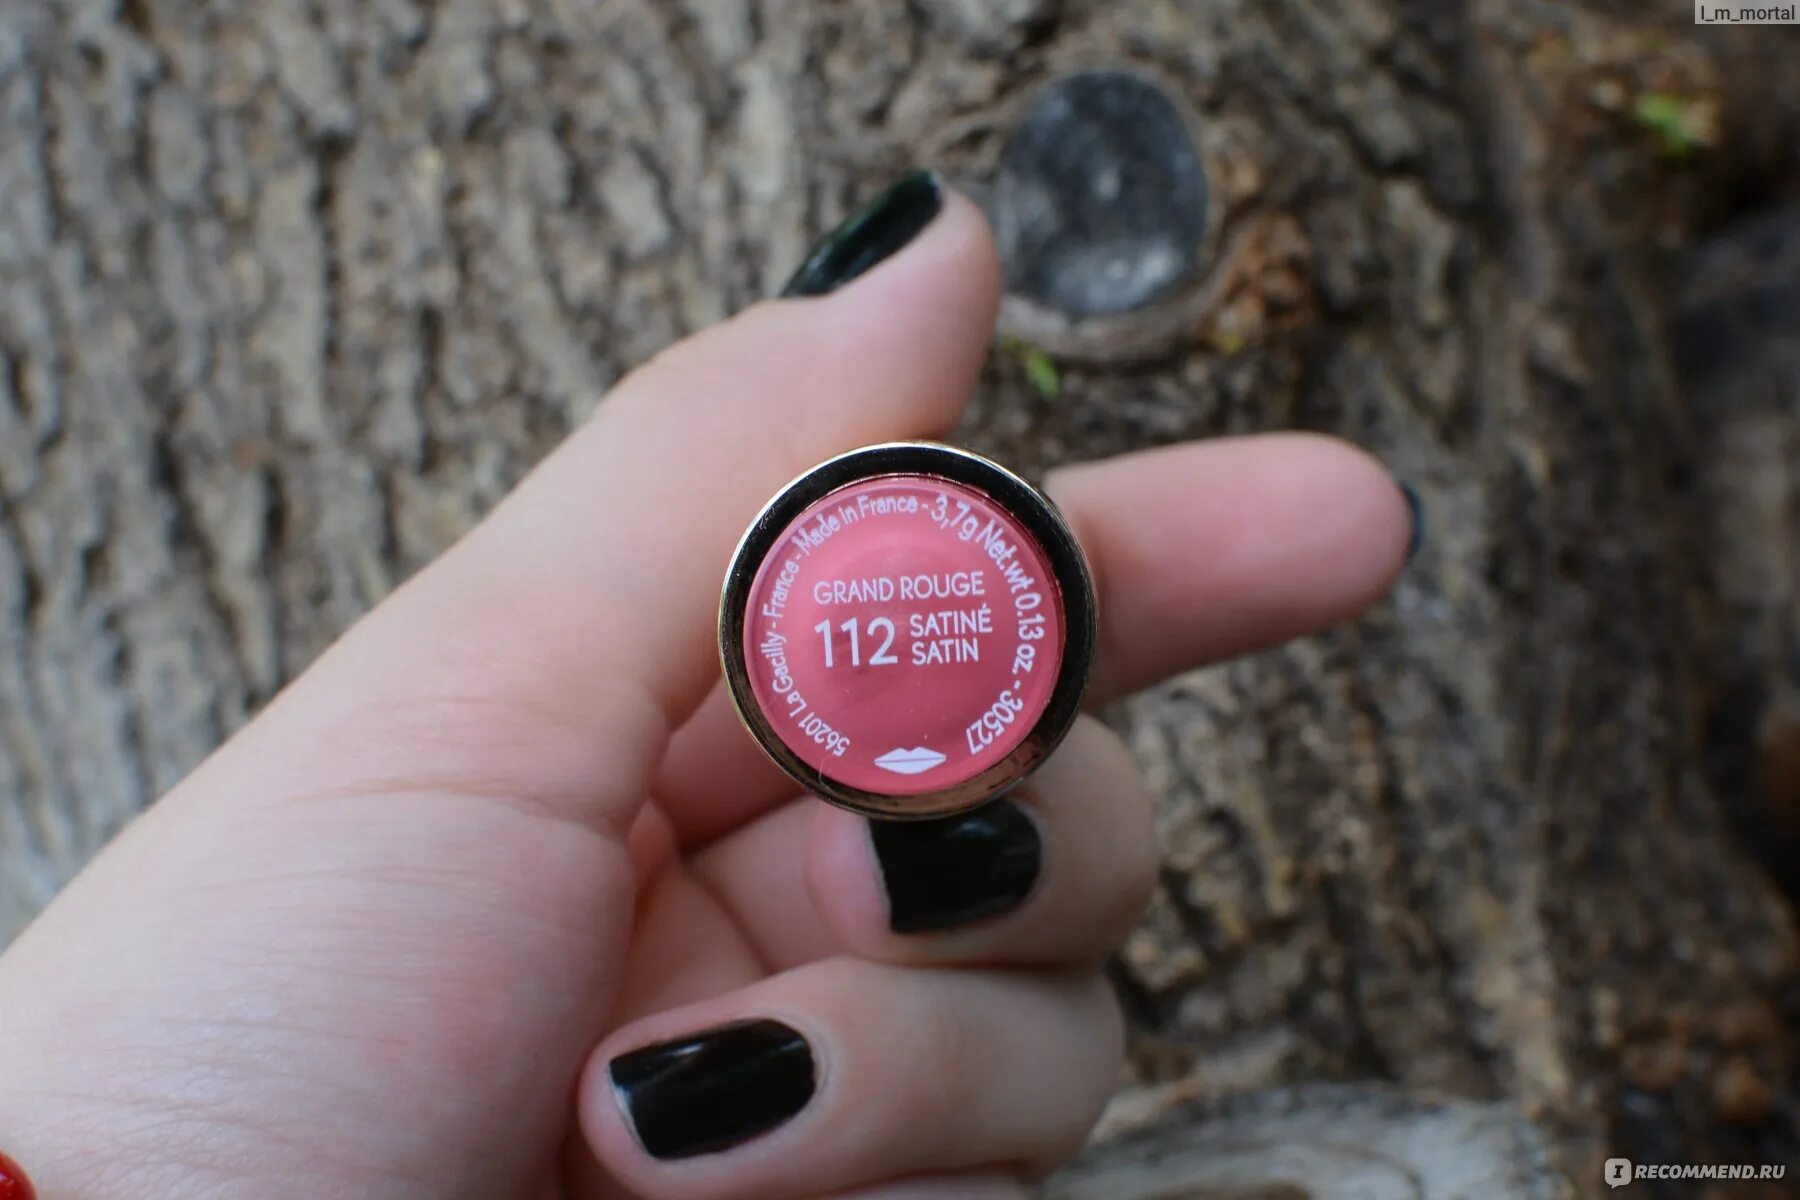 l_m_mortal
56201 La Gacilly - France - Made in France - 3,7g Net.wt 0.13 oz. - 30527
GRAND ROUGE
112 SATINÉ
SATIN
RECOMMEND.RU